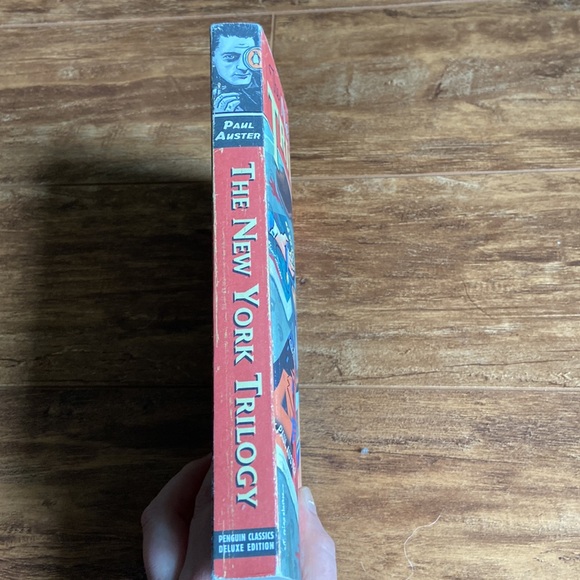 PAUL
AUSTER
THE NEW YORK TRILOGY
PENGUIN CLASSICS
DELUXE EDITION